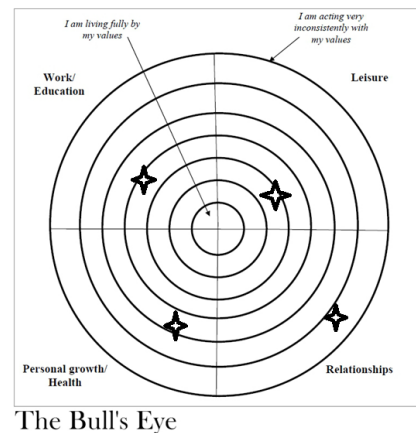 I am living fully by
my values
I am acting very
inconsistently with
my values
Work/
Education
Leisure
Personal growth/
Health
Relationships
The Bull's Eye